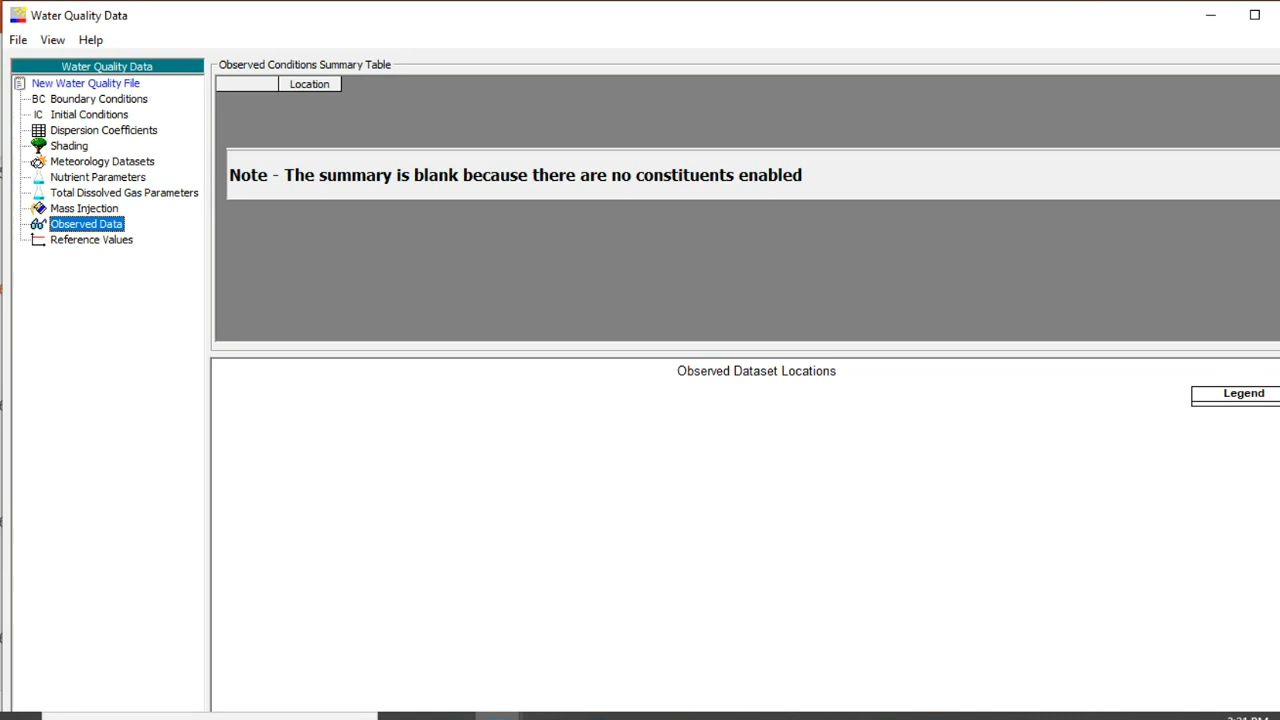 Water Quality Data
File View Help
Water Quality Data
New Water Quality File
BC Boundary Conditions
IC Initial Conditions
Dispersion Coefficients
Shading
Meteorology Datasets
Nutrient Parameters
Total Dissolved Gas Parameters
Mass Injection
Observed Data
Reference Values
Observed Conditions Summary Table
Location
Note - The summary is blank because there are no constituents enabled
Observed Dataset Locations
Legend